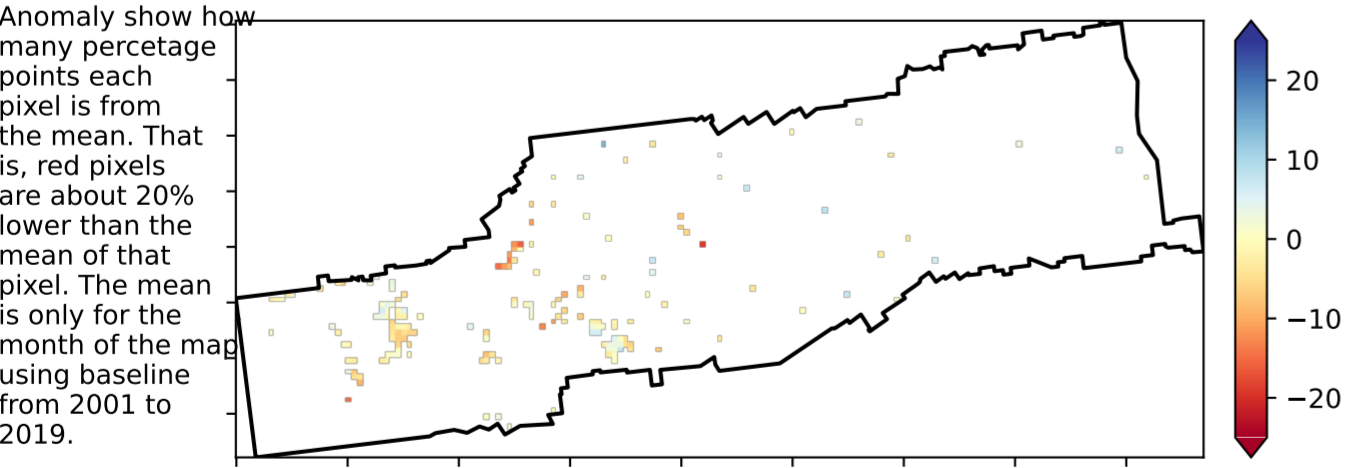 Anomaly show how
many percetage
points each
pixel is from
the mean. That
is, red pixels
are about 20%
lower than the
mean of that
pixel. The mean
is only for the
month of the map
using baseline
from 2001 to
2019.
20
10
0
−10
−20